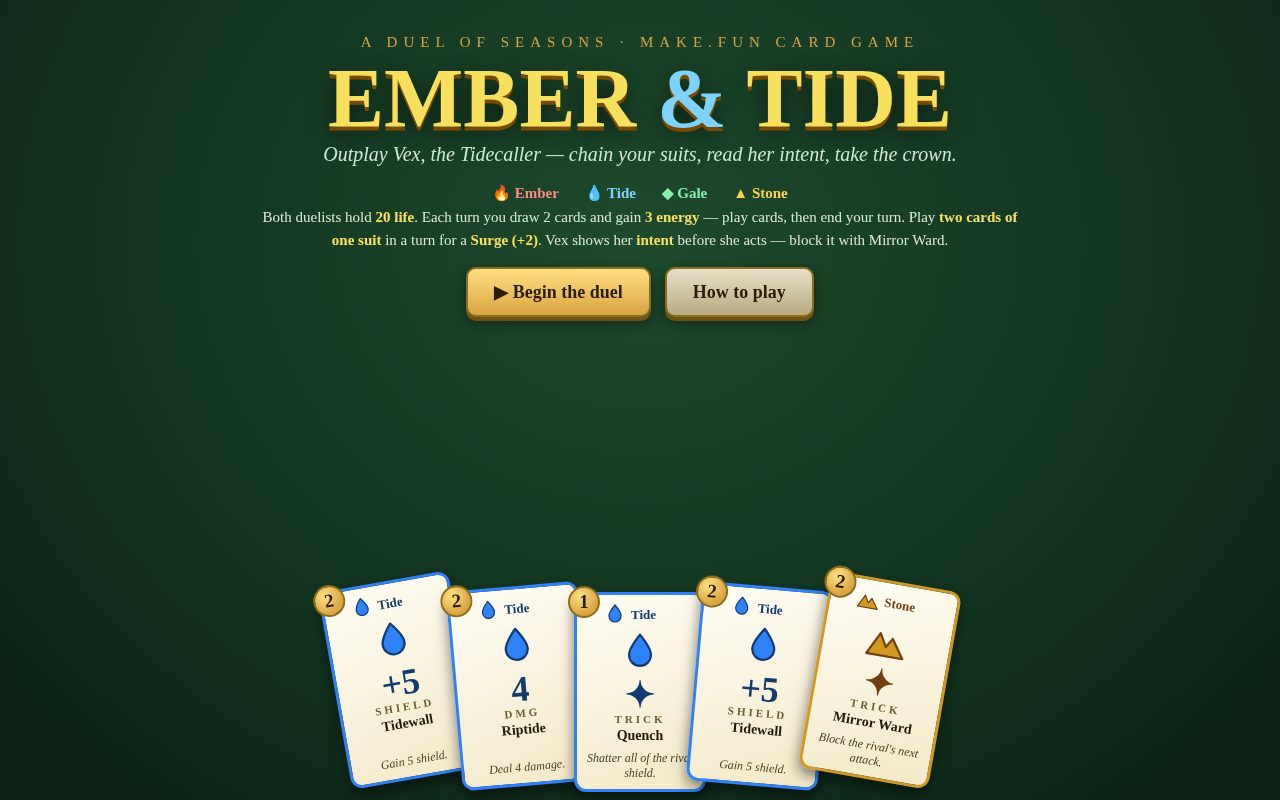 A DUEL OF SEASONS · MAKE.FUN CARD GAME
EMBER & TIDE
Outplay Vex, the Tidecaller — chain your suits, read her intent, take the crown.
🔥 Ember 💧 Tide ◆ Gale ▲ Stone
Both duelists hold 20 life. Each turn you draw 2 cards and gain 3 energy — play cards, then end your turn. Play two cards of
one suit in a turn for a Surge (+2). Vex shows her intent before she acts — block it with Mirror Ward.
▶ Begin the duel
How to play
2
Tide
+5
SHIELD
Tidewall
Gain 5 shield.
2
Tide
4
DMG
Riptide
Deal 4 damage.
1
Tide
✦
TRICK
Quench
Shatter all of the
shield.
2
Tide
+5
SHIELD
Tidewall
Gain 5 shield.
2
Stone
✦
TRICK
Mirror Ward
Block the rival's next
attack.